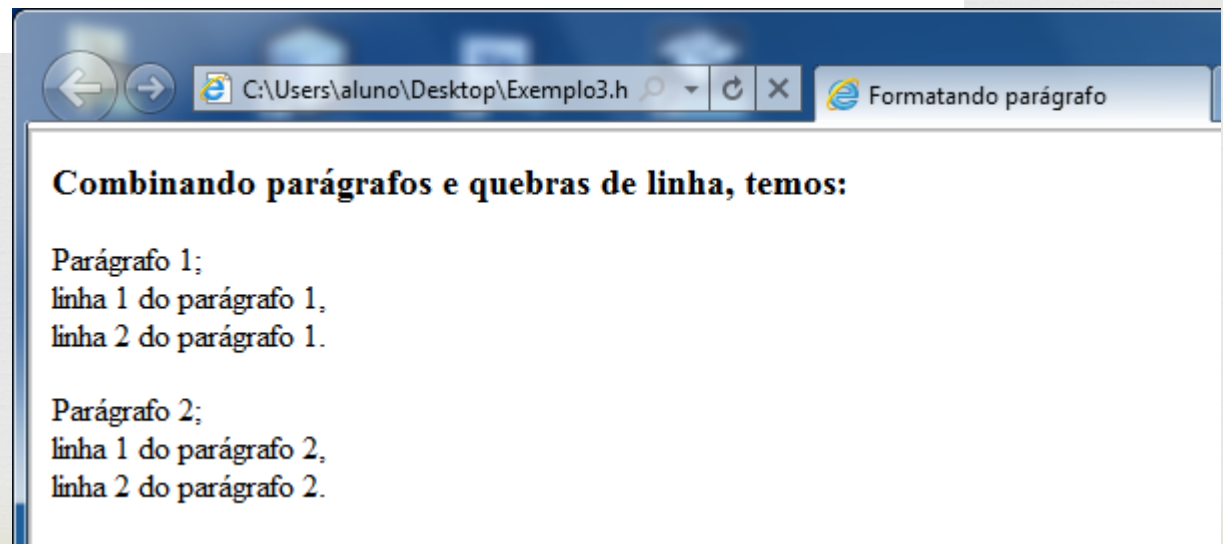 C:\Users\aluno\Desktop\Exemplo3.h
Formatando parágrafo
Combinando parágrafos e quebras de linha, temos:
Parágrafo 1;
linha 1 do parágrafo 1,
linha 2 do parágrafo 1.
Parágrafo 2;
linha 1 do parágrafo 2,
linha 2 do parágrafo 2.